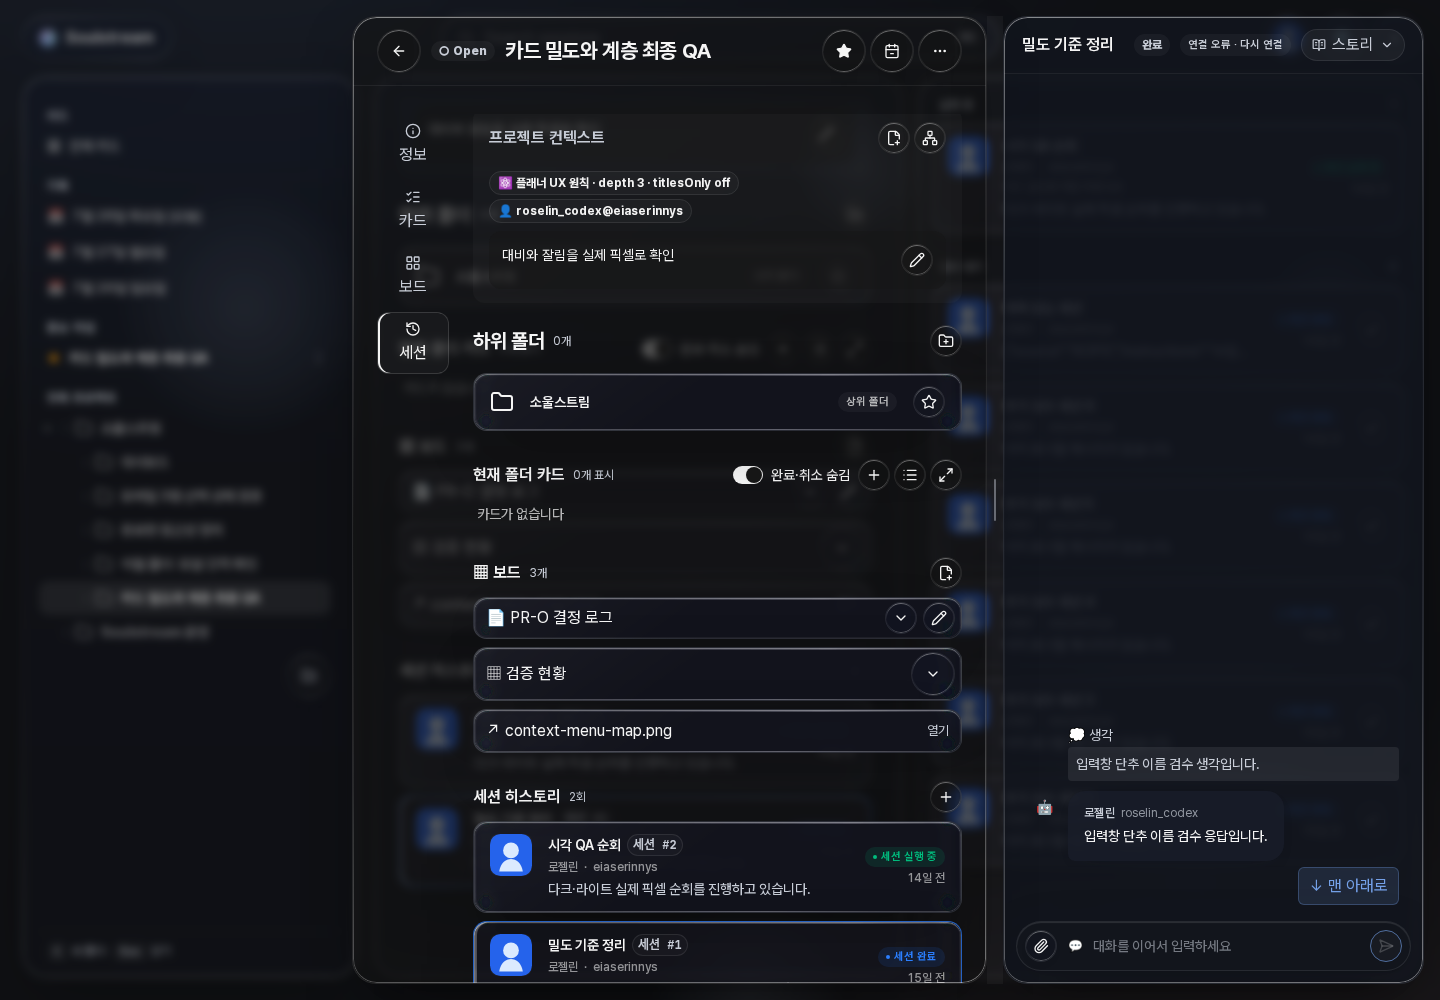 Open
카드 밀도와 계층 최종 QA
정보
카드
보드
세션
프로젝트 컨텍스트
⚛️ 플래너 UX 원칙 · depth 3 · titlesOnly off
👤 roselin_codex@eiaserinnys
대비와 잘림을 실제 픽셀로 확인
하위 폴더 0개
소울스트림 상위 폴더
현재 폴더 카드 0개 표시 완료·취소 숨김
카드가 없습니다
▦ 보드 3개
📄 PR-O 결정 로그
▦ 검증 현황
↗ context-menu-map.png 열기
세션 히스토리 2회
시각 QA 순회 세션 #2
로젤린 · eiaserinnys
세션 실행 중
14일 전
다크·라이트 실제 픽셀 순회를 진행하고 있습니다.
밀도 기준 정리 세션 #1
로젤린 · eiaserinnys
세션 완료
15일 전
밀도 기준 정리 완료 연결 오류 · 다시 연결 스토리
💭 생각
입력창 단추 이름 검수 생각입니다.
🤖
로젤린 roselin_codex
입력창 단추 이름 검수 응답입니다.
↓ 맨 아래로
💬 대화를 이어서 입력하세요